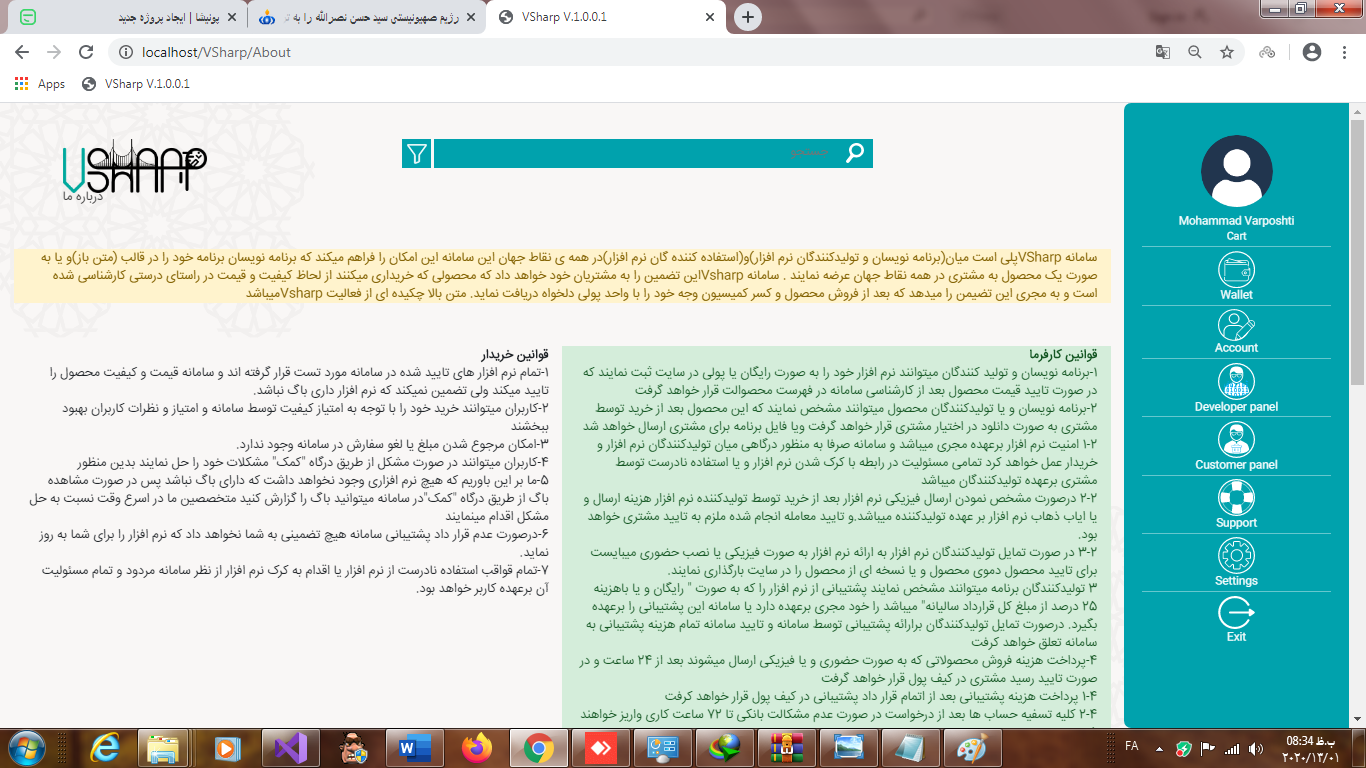 پونیشا | ایجاد پروژه جدید
رژیم صهیونیستی سید حسن نصرالله را به تر
VSharp V.1.0.0.1
localhost/VSharp/About
Apps
VSharp V.1.0.0.1
VSHARP
درباره ما
جستجو
Mohammad Varposhti
Cart
Wallet
Account
Developer panel
Customer panel
Support
Settings
Exit
سامانه VSharpپلی است میان(برنامه نویسان و تولیدکنندگان نرم افزار)و(استفاده کننده گان نرم افزار)در همه ی نقاط جهان این سامانه این امکان را فراهم میکند که برنامه نویسان برنامه خود را در قالب (متن باز)و یا به
صورت یک محصول به مشتری در همه نقاط جهان عرضه نمایند . سامانه Vsharpاین تضمین را به مشتریان خود خواهد داد که محصولی که خریداری میکنند از لحاظ کیفیت و قیمت در راستای درستی کارشناسی شده
است و به مجری این تضیمن را میدهد که بعد از فروش محصول و کسر کمیسیون وجه خود را با واحد پولی دلخواه دریافت نماید. متن بالا چکیده ای از فعالیت Vsharpمیباشد
قوانین کارفرما
۱-برنامه نویسان و تولید کنندگان میتوانند نرم افزار خود را به صورت رایگان یا پولی در سایت ثبت نمایند که
در صورت تایید قیمت محصول بعد از کارشناسی سامانه در فهرست محصوالت قرار خواهد گرفت
۲-برنامه نویسان و یا تولیدکنندگان محصول میتوانند مشخص نمایند که این محصول بعد از خرید توسط
مشتری به صورت دانلود در اختیار مشتری قرار خواهد گرفت ویا فایل برنامه برای مشتری ارسال خواهد شد
۲-۱ امنیت نرم افزار برعهده مجری میباشد و سامانه صرفا به منظور درگاهی میان تولیدکنندگان نرم افزار و
خریدار عمل خواهد کرد تمامی مسئولیت در رابطه با کرک شدن نرم افزار و یا استفاده نادرست توسط
مشتری برعهده تولیدکنندگان میباشد
۲-۲ درصورت مشخص نمودن ارسال فیزیکی نرم افزار بعد از خرید توسط تولیدکننده نرم افزار هزینه ارسال و
یا ایاب ذهاب نرم افزار بر عهده تولیدکننده میباشد.و تایید معامله انجام شده ملزم به تایید مشتری خواهد
بود.
۲-۳ در صورت تمایل تولیدکنندگان نرم افزار به ارائه نرم افزار به صورت فیزیکی یا نصب حضوری میبایست
برای تایید محصول دموی محصول و یا نسخه ای از محصول را در سایت بارگذاری نمایند.
۳ تولیدکنندگان برنامه میتوانند مشخص نمایند پشتیبانی از نرم افزار را که به صورت " رایگان و یا باهزینه
۲۵ درصد از مبلغ کل قرارداد سالیانه" میباشد را خود مجری برعهده دارد یا سامانه این پشتیبانی را برعهده
بگیرد. درصورت تمایل تولیدکنندگان برارائه پشتیبانی توسط سامانه و تایید سامانه تمام هزینه پشتیبانی به
سامانه تعلق خواهد کرفت
۴-پرداخت هزینه فروش محصولاتی که به صورت حضوری و یا فیزیکی ارسال میشوند بعد از ۲۴ ساعت و در
صورت تایید رسید مشتری در کیف پول قرار خواهد گرفت
۴-۱ پرداخت هزینه پشتیبانی بعد از اتمام قرار داد پشتیبانی در کیف پول قرار خواهد کرفت
۴-۲ کلیه تسفیه حساب ها بعد از درخواست در صورت عدم مشکالت بانکی تا ۷۲ ساعت کاری واریز خواهند
قوانین خریدار
۱-تمام نرم افزار های تایید شده در سامانه مورد تست قرار گرفته اند و سامانه قیمت و کیفیت محصول را
تایید میکند ولی تضمین نمیکند که نرم افزار داری باگ نباشد.
۲-کاربران میتوانند خرید خود را با توجه به امتیاز کیفیت توسط سامانه و امتیاز و نظرات کاربران بهبود
ببخشند
۳-امکان مرجوع شدن مبلغ یا لغو سفارش در سامانه وجود ندارد.
۴-کاربران میتوانند در صورت مشکل از طریق درگاه "کمک" مشکلات خود را حل نمایند بدین منظور
۵-ما بر این باوریم که هیچ نرم افزاری وجود نخواهد داشت که دارای باگ نباشد پس در صورت مشاهده
باگ از طریق درگاه "کمک"در سامانه میتوانید باگ را گزارش کنید متخصصین ما در اسرع وقت نسبت به حل
مشکل اقدام مینمایند
۶-درصورت عدم قرار داد پشتیبانی سامانه هیچ تضمینی به شما نخواهد داد که نرم افزار را برای شما به روز
نماید.
۷-تمام قواقب استفاده نادرست از نرم افزار یا اقدام به کرک نرم افزار از نظر سامانه مردود و تمام مسئولیت
آن برعهده کاربر خواهد بود.
FA
08:34 ب.ظ
۲۰۲۰/۱۳/۰۱